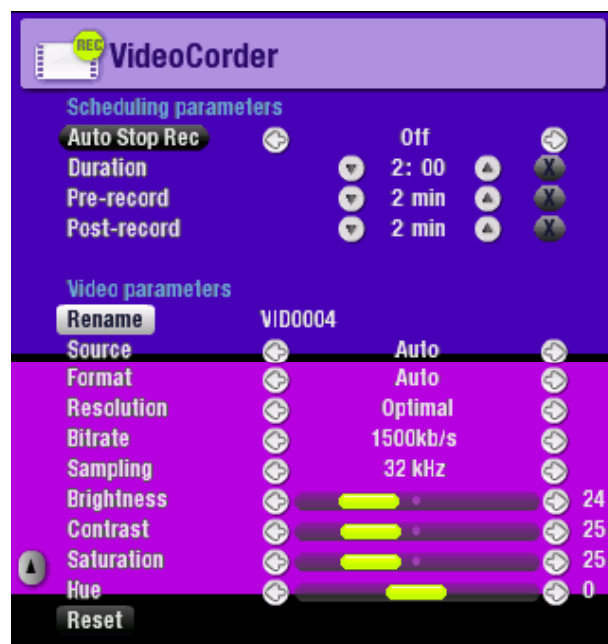 REC
VideoCorder
Scheduling parameters
Auto Stop Rec Off
Duration 2: 00 X
Pre-record 2 min X
Post-record 2 min X
Video parameters
Rename VID0004
Source Auto
Format Auto
Resolution Optimal
Bitrate 1500kb/s
Sampling 32 kHz
Brightness 24
Contrast 25
Saturation 25
Hue 0
Reset